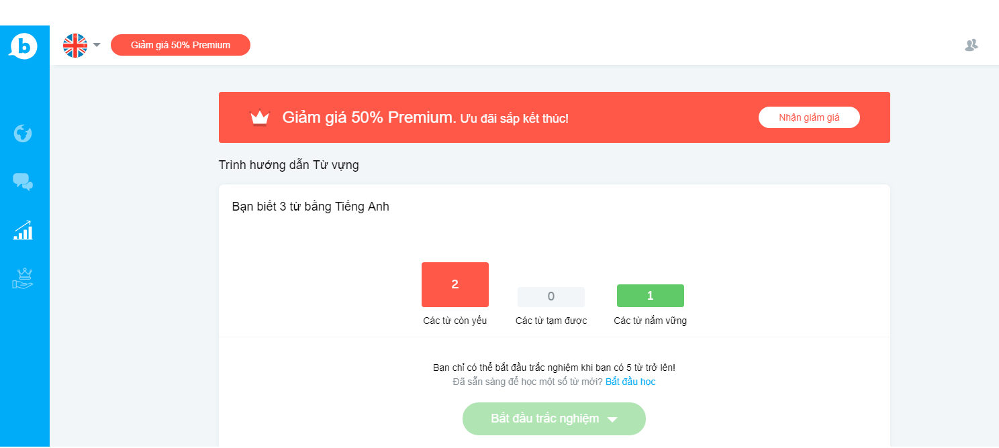 b
Giảm giá 50% Premium
Giảm giá 50% Premium. Ưu đãi sắp kết thúc!
Nhận giảm giá
Trình hướng dẫn Từ vựng
Bạn biết 3 từ bằng Tiếng Anh
2
0
1
Các từ còn yếu
Các từ tạm được
Các từ nắm vững
Bạn chỉ có thể bắt đầu trắc nghiệm khi bạn có 5 từ trở lên!
Đã sẵn sàng để học một số từ mới? Bắt đầu học
Bắt đầu trắc nghiệm